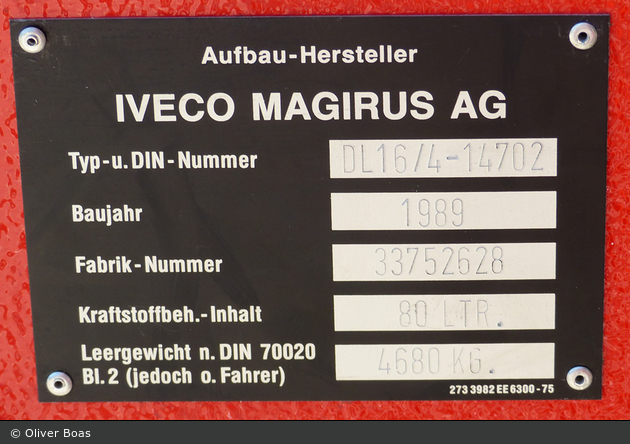 Aufbau-Hersteller
IVECO MAGIRUS AG
Typ-u. DIN-Nummer DL16/4-14702
Baujahr 1989
Fabrik-Nummer 33752628
Kraftstoffbeh.-Inhalt 80 LTR.
Leergewicht n. DIN 70020
Bl.2 (jedoch o. Fahrer) 4680 KG.
273 3982 EE 6300-75
© Oliver Boas